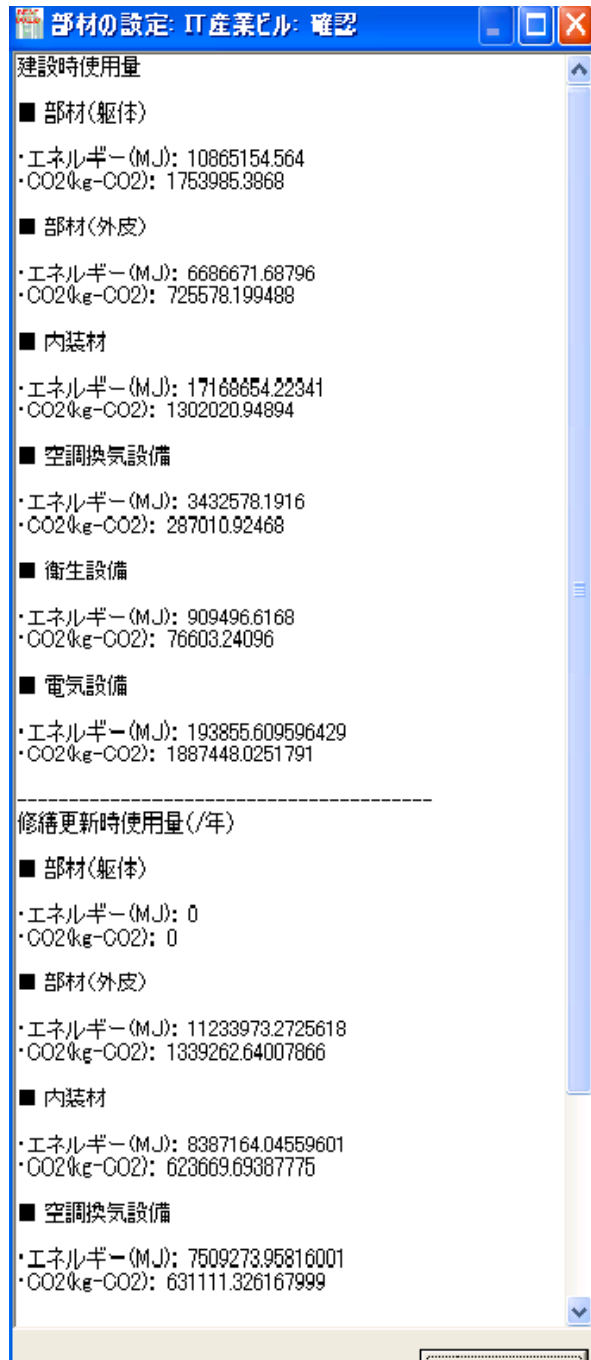 部材の設定: IT産業ビル: 確認
建設時使用量
■ 部材(躯体)
・エネルギー(MJ): 10865154.564
・CO2(kg-CO2): 1753985.3868
■ 部材(外皮)
・エネルギー(MJ): 6686671.68796
・CO2(kg-CO2): 725578.199488
■ 内装材
・エネルギー(MJ): 17168654.22341
・CO2(kg-CO2): 1302020.94894
■ 空調換気設備
・エネルギー(MJ): 3432578.1916
・CO2(kg-CO2): 287010.92468
■ 衛生設備
・エネルギー(MJ): 909496.6168
・CO2(kg-CO2): 76603.24096
■ 電気設備
・エネルギー(MJ): 193855.609596429
・CO2(kg-CO2): 1887448.0251791
----------------------------------------
修繕更新時使用量(/年)
■ 部材(躯体)
・エネルギー(MJ): 0
・CO2(kg-CO2): 0
■ 部材(外皮)
・エネルギー(MJ): 11233973.2725618
・CO2(kg-CO2): 1339262.64007866
■ 内装材
・エネルギー(MJ): 8387164.04559601
・CO2(kg-CO2): 623669.69387775
■ 空調換気設備
・エネルギー(MJ): 7509273.95816001
・CO2(kg-CO2): 631111.326167999